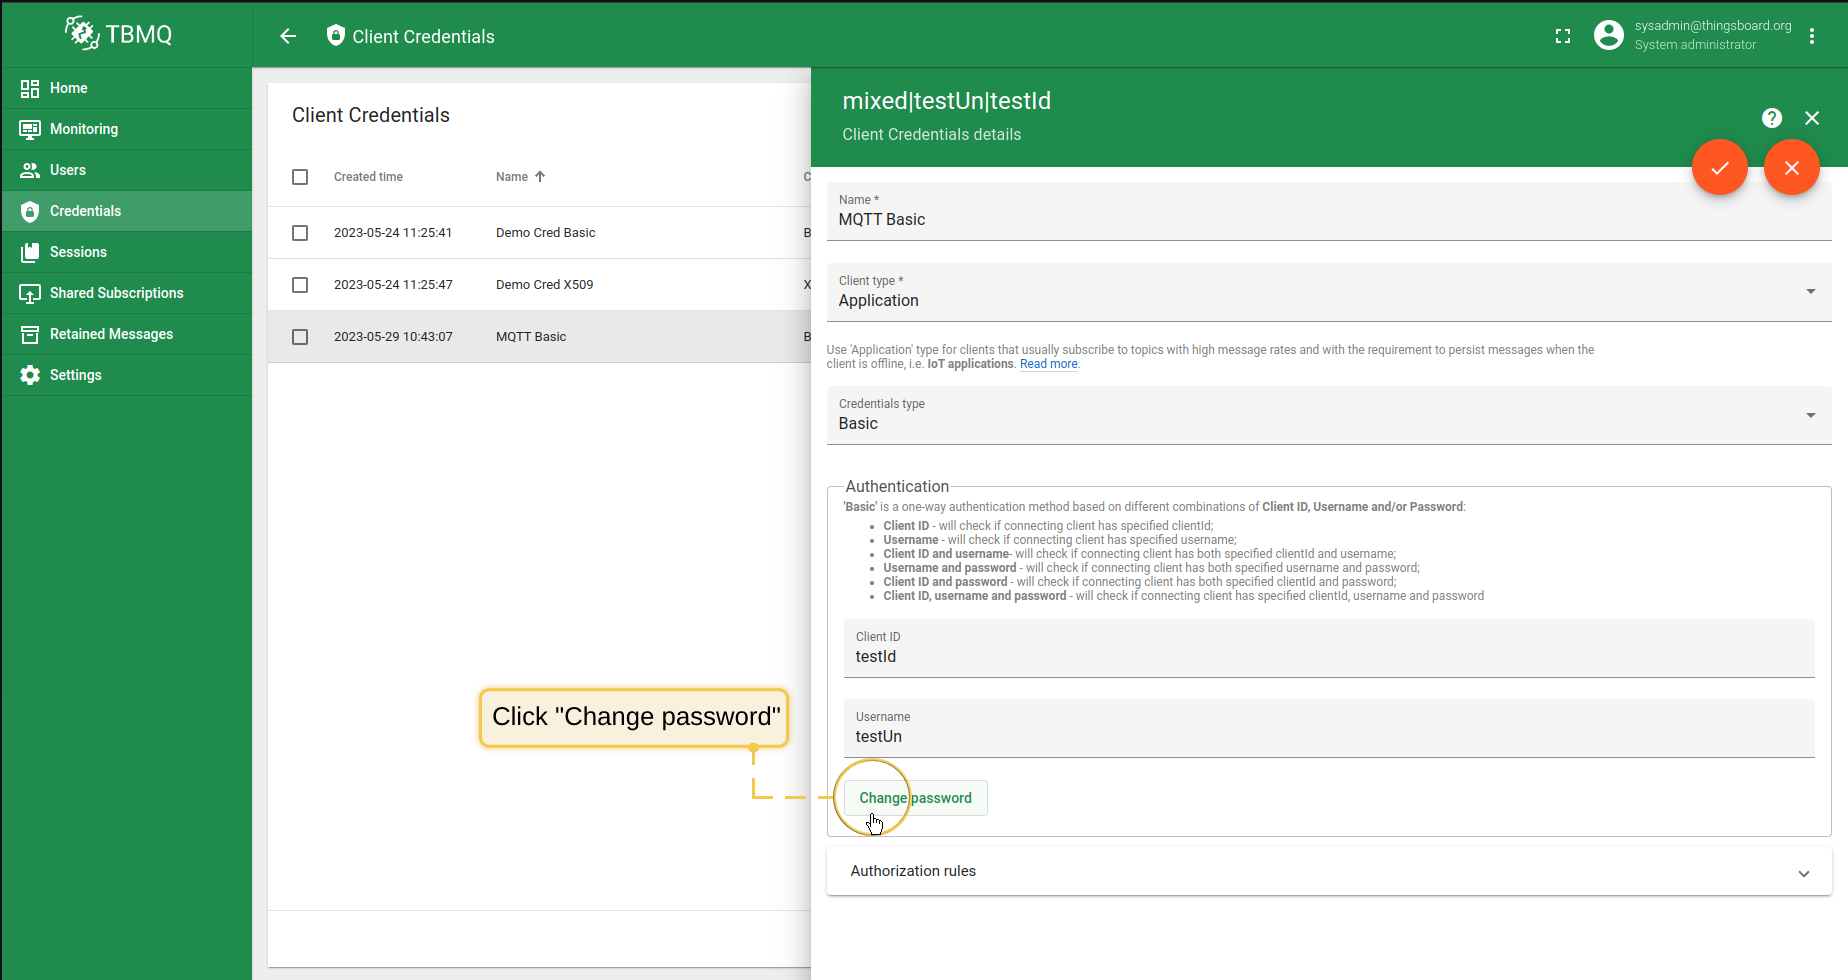 TBMQ
Client Credentials
sysadmin@thingsboard.org
System administrator
Home
Monitoring
Users
Credentials
Sessions
Shared Subscriptions
Retained Messages
Settings
Client Credentials
Created time Name C
2023-05-24 11:25:41 Demo Cred Basic B
2023-05-24 11:25:47 Demo Cred X509 X
2023-05-29 10:43:07 MQTT Basic B
Click "Change password"
mixed|testUn|testId
Client Credentials details
Name *
MQTT Basic
Client type *
Application
Use 'Application' type for clients that usually subscribe to topics with high message rates and with the requirement to persist messages when the
client is offline, i.e. IoT applications. Read more.
Credentials type
Basic
Authentication
'Basic' is a one-way authentication method based on different combinations of Client ID, Username and/or Password:
• Client ID - will check if connecting client has specified clientId;
• Username - will check if connecting client has specified username;
• Client ID and username- will check if connecting client has both specified clientId and username;
• Username and password - will check if connecting client has both specified username and password;
• Client ID and password - will check if connecting client has both specified clientId and password;
• Client ID, username and password - will check if connecting client has specified clientId, username and password
Client ID
testId
Username
testUn
Change password
Authorization rules